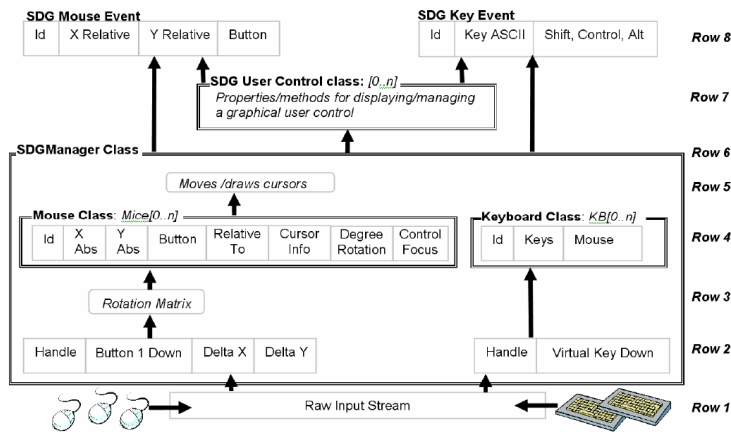 SDG Mouse Event
SDG Key Event
Id X Relative Y Relative Button
Id Key ASCII Shift, Control, Alt
Row 8
SDG User Control class: [0..n]
Properties/methods for displaying/managing
a graphical user control
Row 7
SDGManager Class
Row 6
Moves /draws cursors
Row 5
Mouse Class: Mice[0..n]
Keyboard Class: KB[0..n]
Id X Abs Y Abs Button Relative To Cursor Info Degree Rotation Control Focus
Id Keys Mouse
Row 4
Rotation Matrix
Row 3
Handle Button 1 Down Delta X Delta Y
Handle Virtual Key Down
Row 2
Raw Input Stream
Row 1